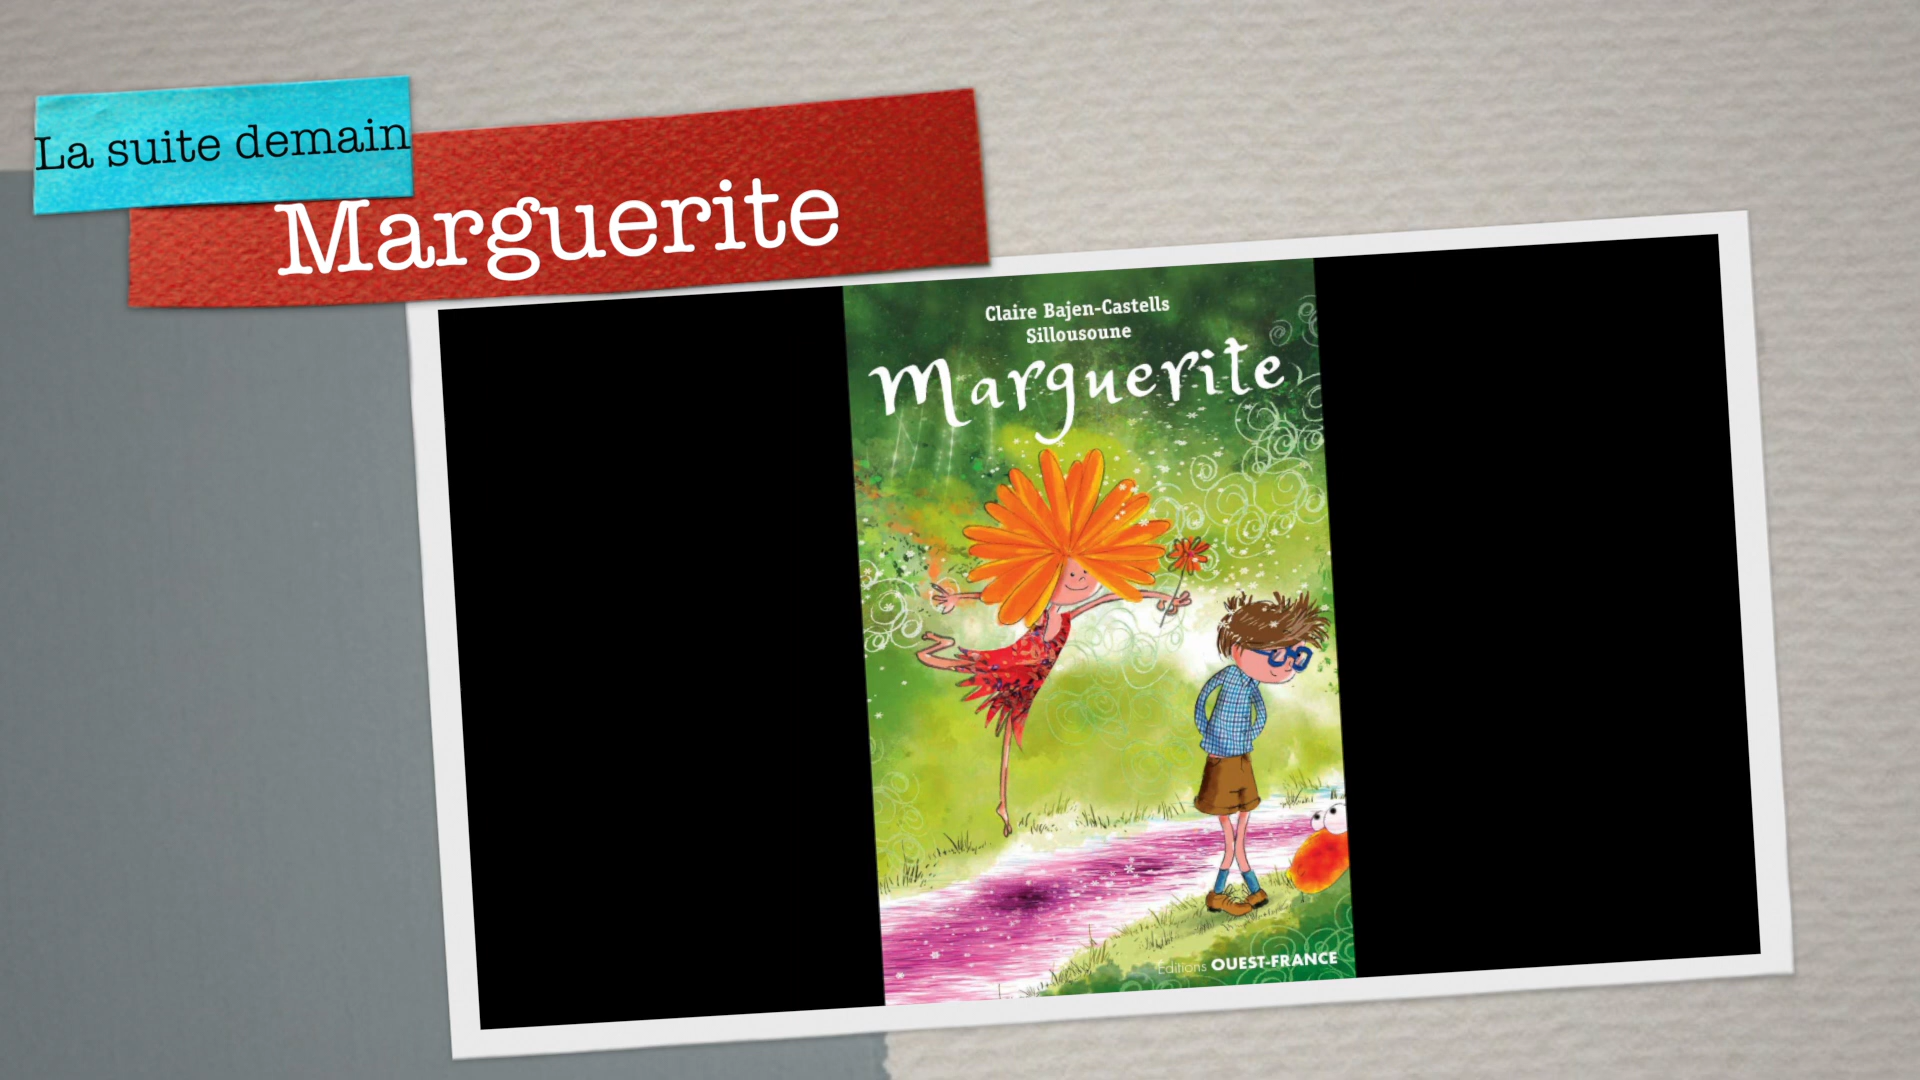 La suite demain
Marguerite
Claire Bajen-Castells
Sillousoune
Marguerite
Éditions OUEST-FRANCE